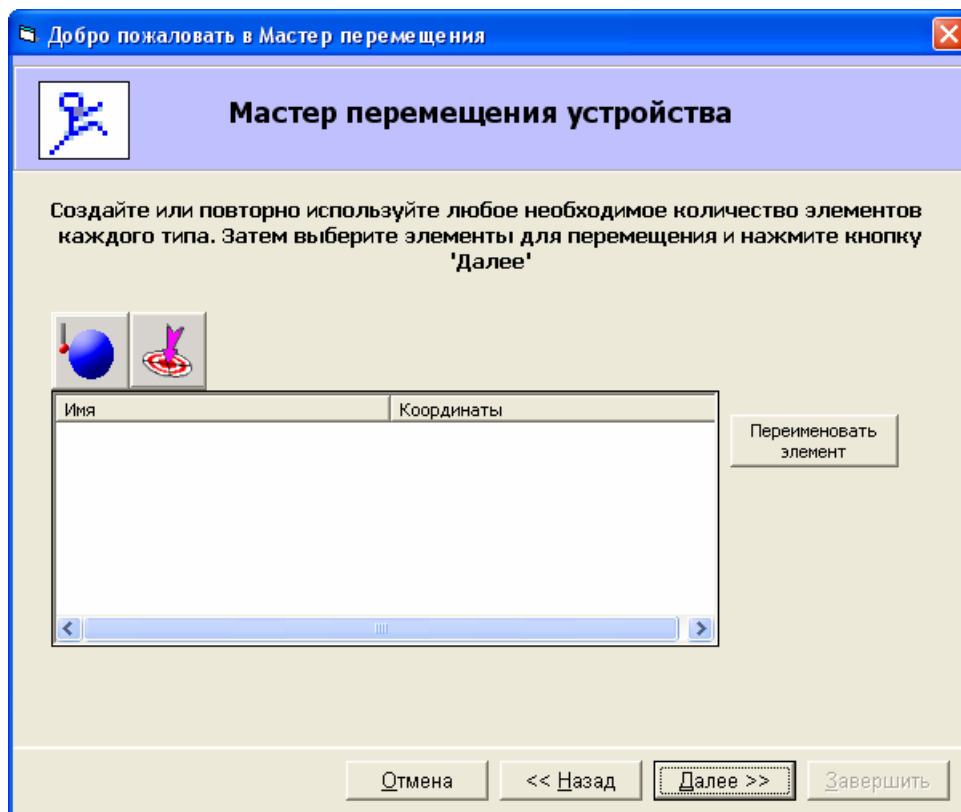 Добро пожаловать в Мастер перемещения
Мастер перемещения устройства
Создайте или повторно используйте любое необходимое количество элементов
каждого типа. Затем выберите элементы для перемещения и нажмите кнопку
'Далее'
Имя Координаты
Переименовать
элемент
Отмена << Назад Далее >> Завершить